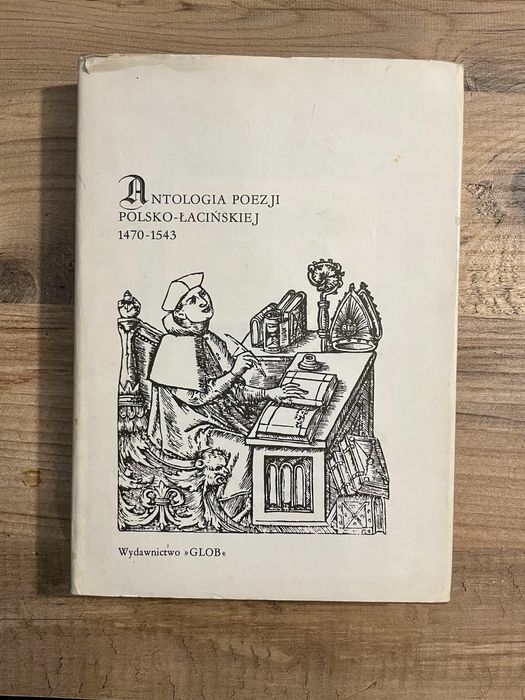 ANTOLOGIA POEZJI
POLSKO-ŁACIŃSKIEJ
1470-1543
Wydawnictwo »GLOB«